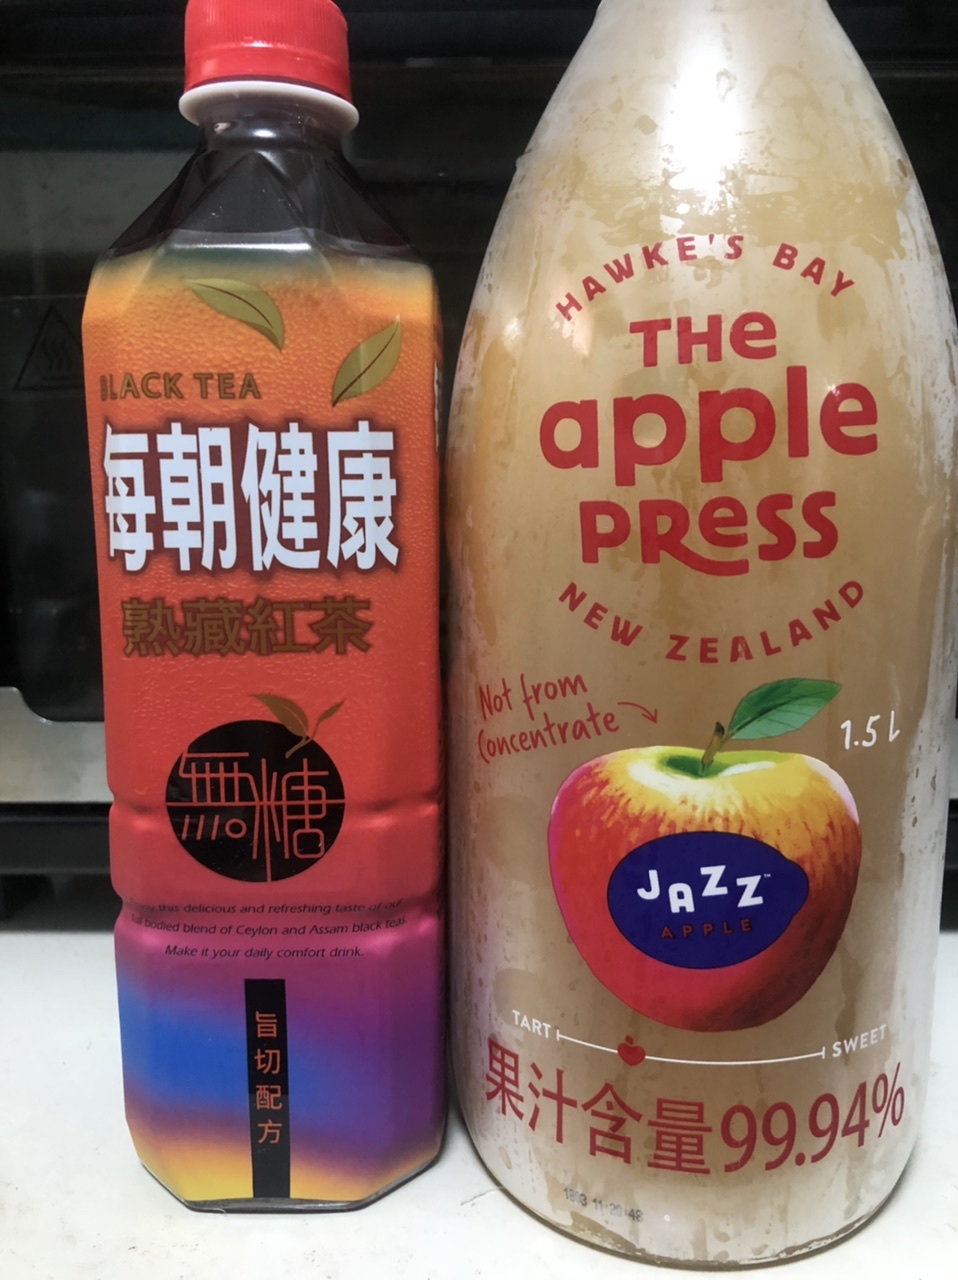 BLACK TEA
每朝健康
熟藏紅茶
無糖
this delicious and refreshing taste of our
full bodied blend of Ceylon and Assam black teas.
Make it your daily comfort drink.
旨切配方
HAWKE'S BAY
THe
apple
PRESS
NEW ZEALAND
Not from
Concentrate
1.5 L
JAZZ™
APPLE
TART
SWEET
果汁含量99.94%